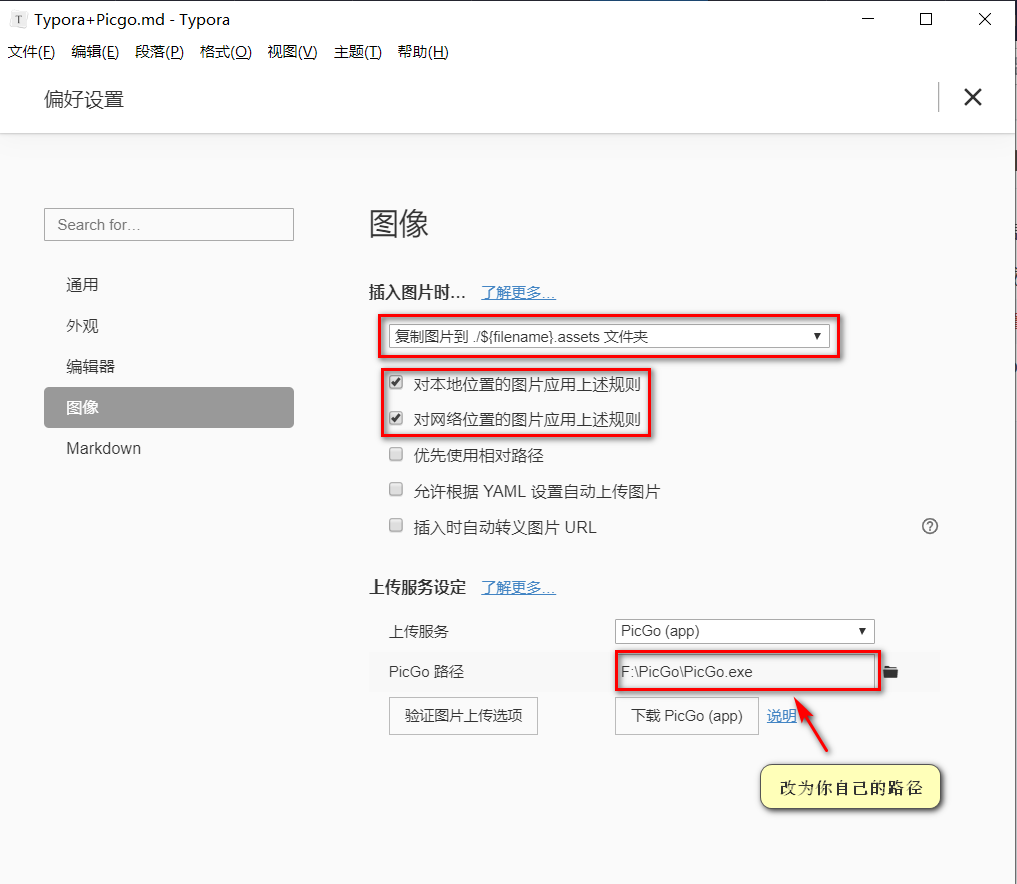 T Typora+Picgo.md - Typora
文件(F) 编辑(E) 段落(P) 格式(O) 视图(V) 主题(T) 帮助(H)
偏好设置
Search for...
通用
外观
编辑器
图像
Markdown
图像
插入图片时... 了解更多...
复制图片到 ./${filename}.assets 文件夹
对本地位置的图片应用上述规则
对网络位置的图片应用上述规则
优先使用相对路径
允许根据 YAML 设置自动上传图片
插入时自动转义图片 URL
上传服务设定 了解更多...
上传服务 PicGo (app)
PicGo 路径 F:\PicGo\PicGo.exe
验证图片上传选项 下载 PicGo (app) 说明
改为你自己的路径